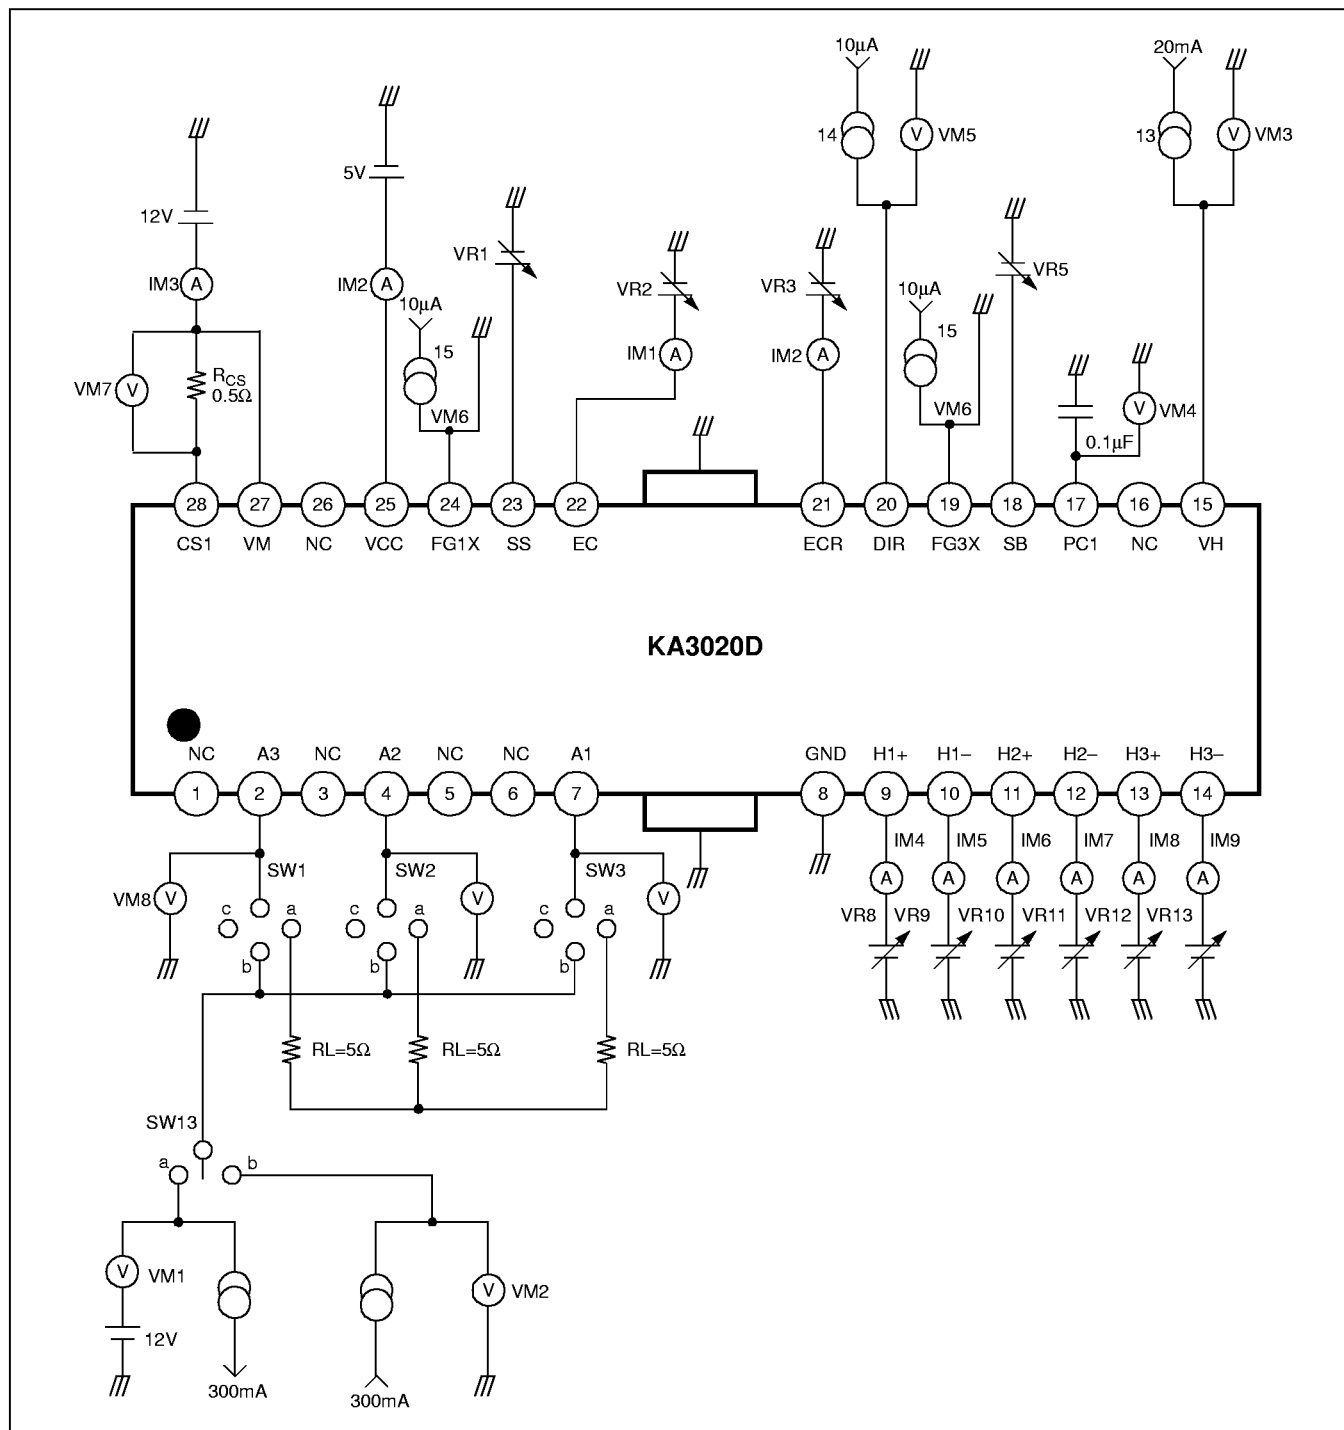 10μA
20mA
14
V
VM5
13
V
VM3
5V
12V
VR1
VR2
VR3
VR5
IM3
A
IM2
A
10μA
10μA
15
15
IM1
A
IM2
A
VM7
V
RCS
0.5Ω
VM6
VM6
V
VM4
0.1μF
28
27
26
25
24
23
22
21
20
19
18
17
16
15
CS1
VM
NC
VCC
FG1X
SS
EC
ECR
DIR
FG3X
SB
PC1
NC
VH
KA3020D
NC
A3
NC
A2
NC
NC
A1
GND
H1+
H1–
H2+
H2–
H3+
H3–
1
2
3
4
5
6
7
8
9
10
11
12
13
14
IM4
IM5
IM6
IM7
IM8
IM9
SW1
SW2
SW3
VM8
V
V
V
A
A
A
A
A
A
c
a
c
a
c
a
VR8
VR9
VR10
VR11
VR12
VR13
b
b
b
RL=5Ω
RL=5Ω
RL=5Ω
SW13
a
b
V
VM1
V
VM2
12V
300mA
300mA